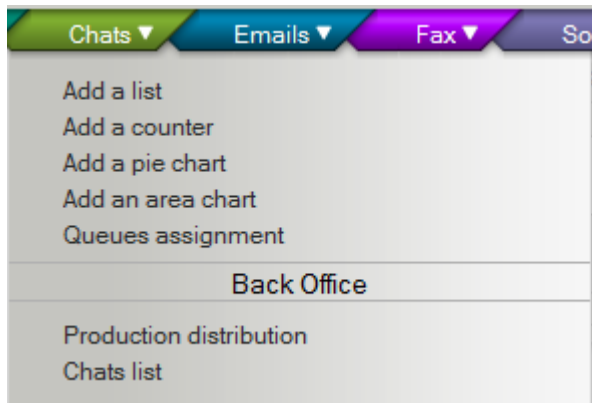 Chats ▼ Emails ▼ Fax ▼ So
Add a list
Add a counter
Add a pie chart
Add an area chart
Queues assignment
Back Office
Production distribution
Chats list